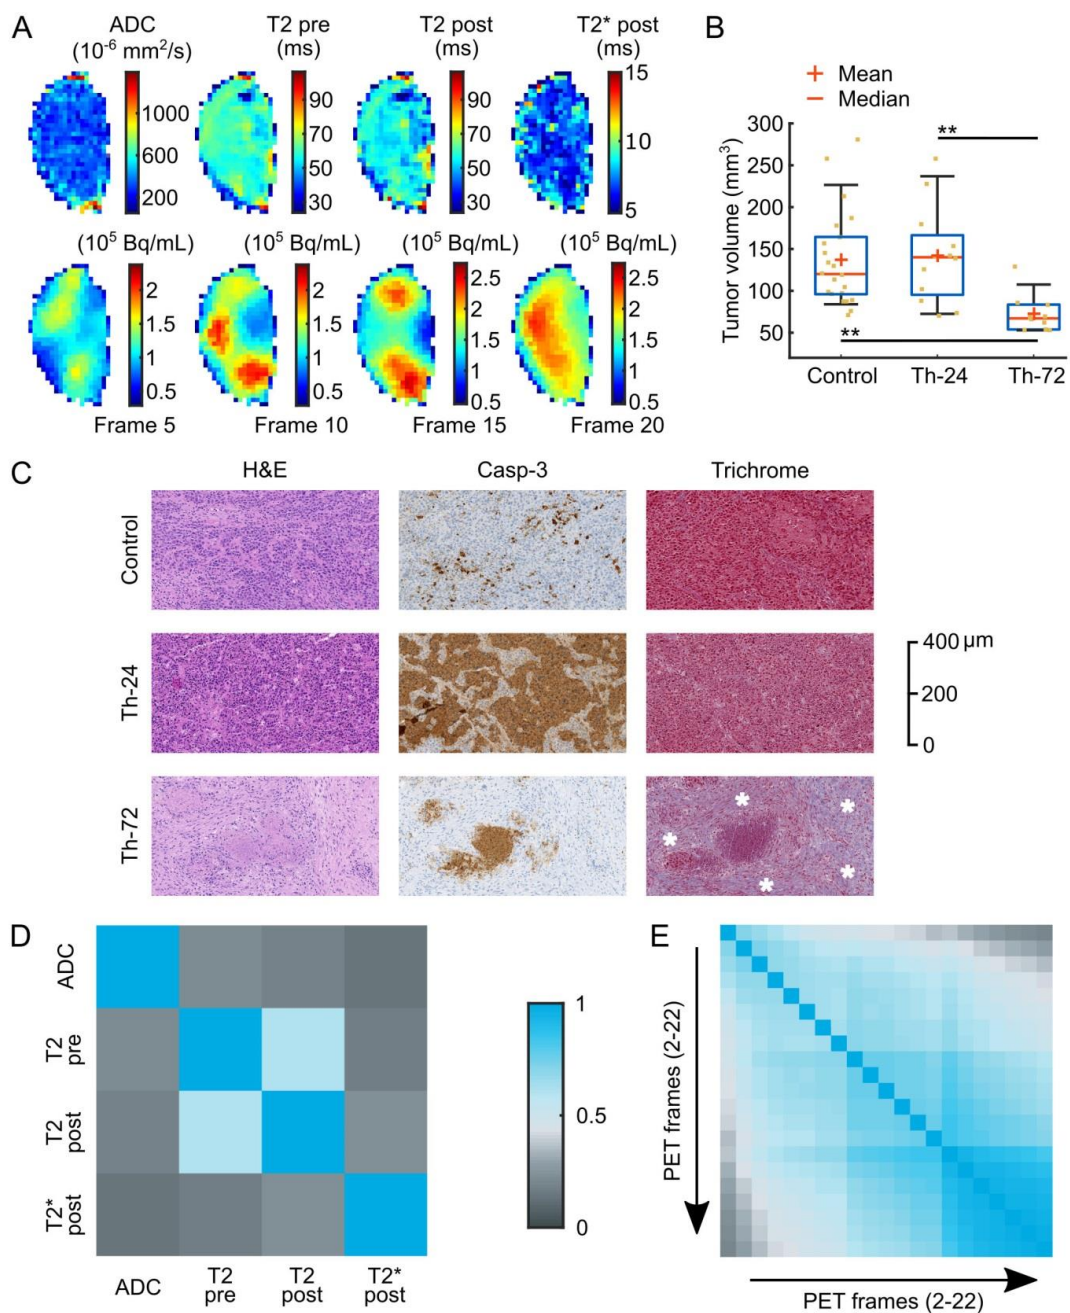 A
ADC
(10-6 mm2/s)
T2 pre
(ms)
T2 post
(ms)
T2* post
(ms)
1000
600
200
90
70
50
30
90
70
50
30
15
10
5
(10⁵ Bq/mL)
(10⁵ Bq/mL)
(10⁵ Bq/mL)
(10⁵ Bq/mL)
2
1.5
1
0.5
2
1.5
1
0.5
2.5
2
1.5
1
0.5
2.5
2
1.5
1
0.5
Frame 5
Frame 10
Frame 15
Frame 20
B
+ Mean
Median
Tumor volume (mm³)
300
250
200
150
100
50
**
**
Control
Th-24
Th-72
C
H&E
Casp-3
Trichrome
Control
Th-24
Th-72
400 µm
200
0
* * * * *
D
ADC
T2
pre
T2
post
T2*
post
ADC
T2
pre
T2
post
T2*
post
1
0.5
0
E
PET frames (2-22)
PET frames (2-22)